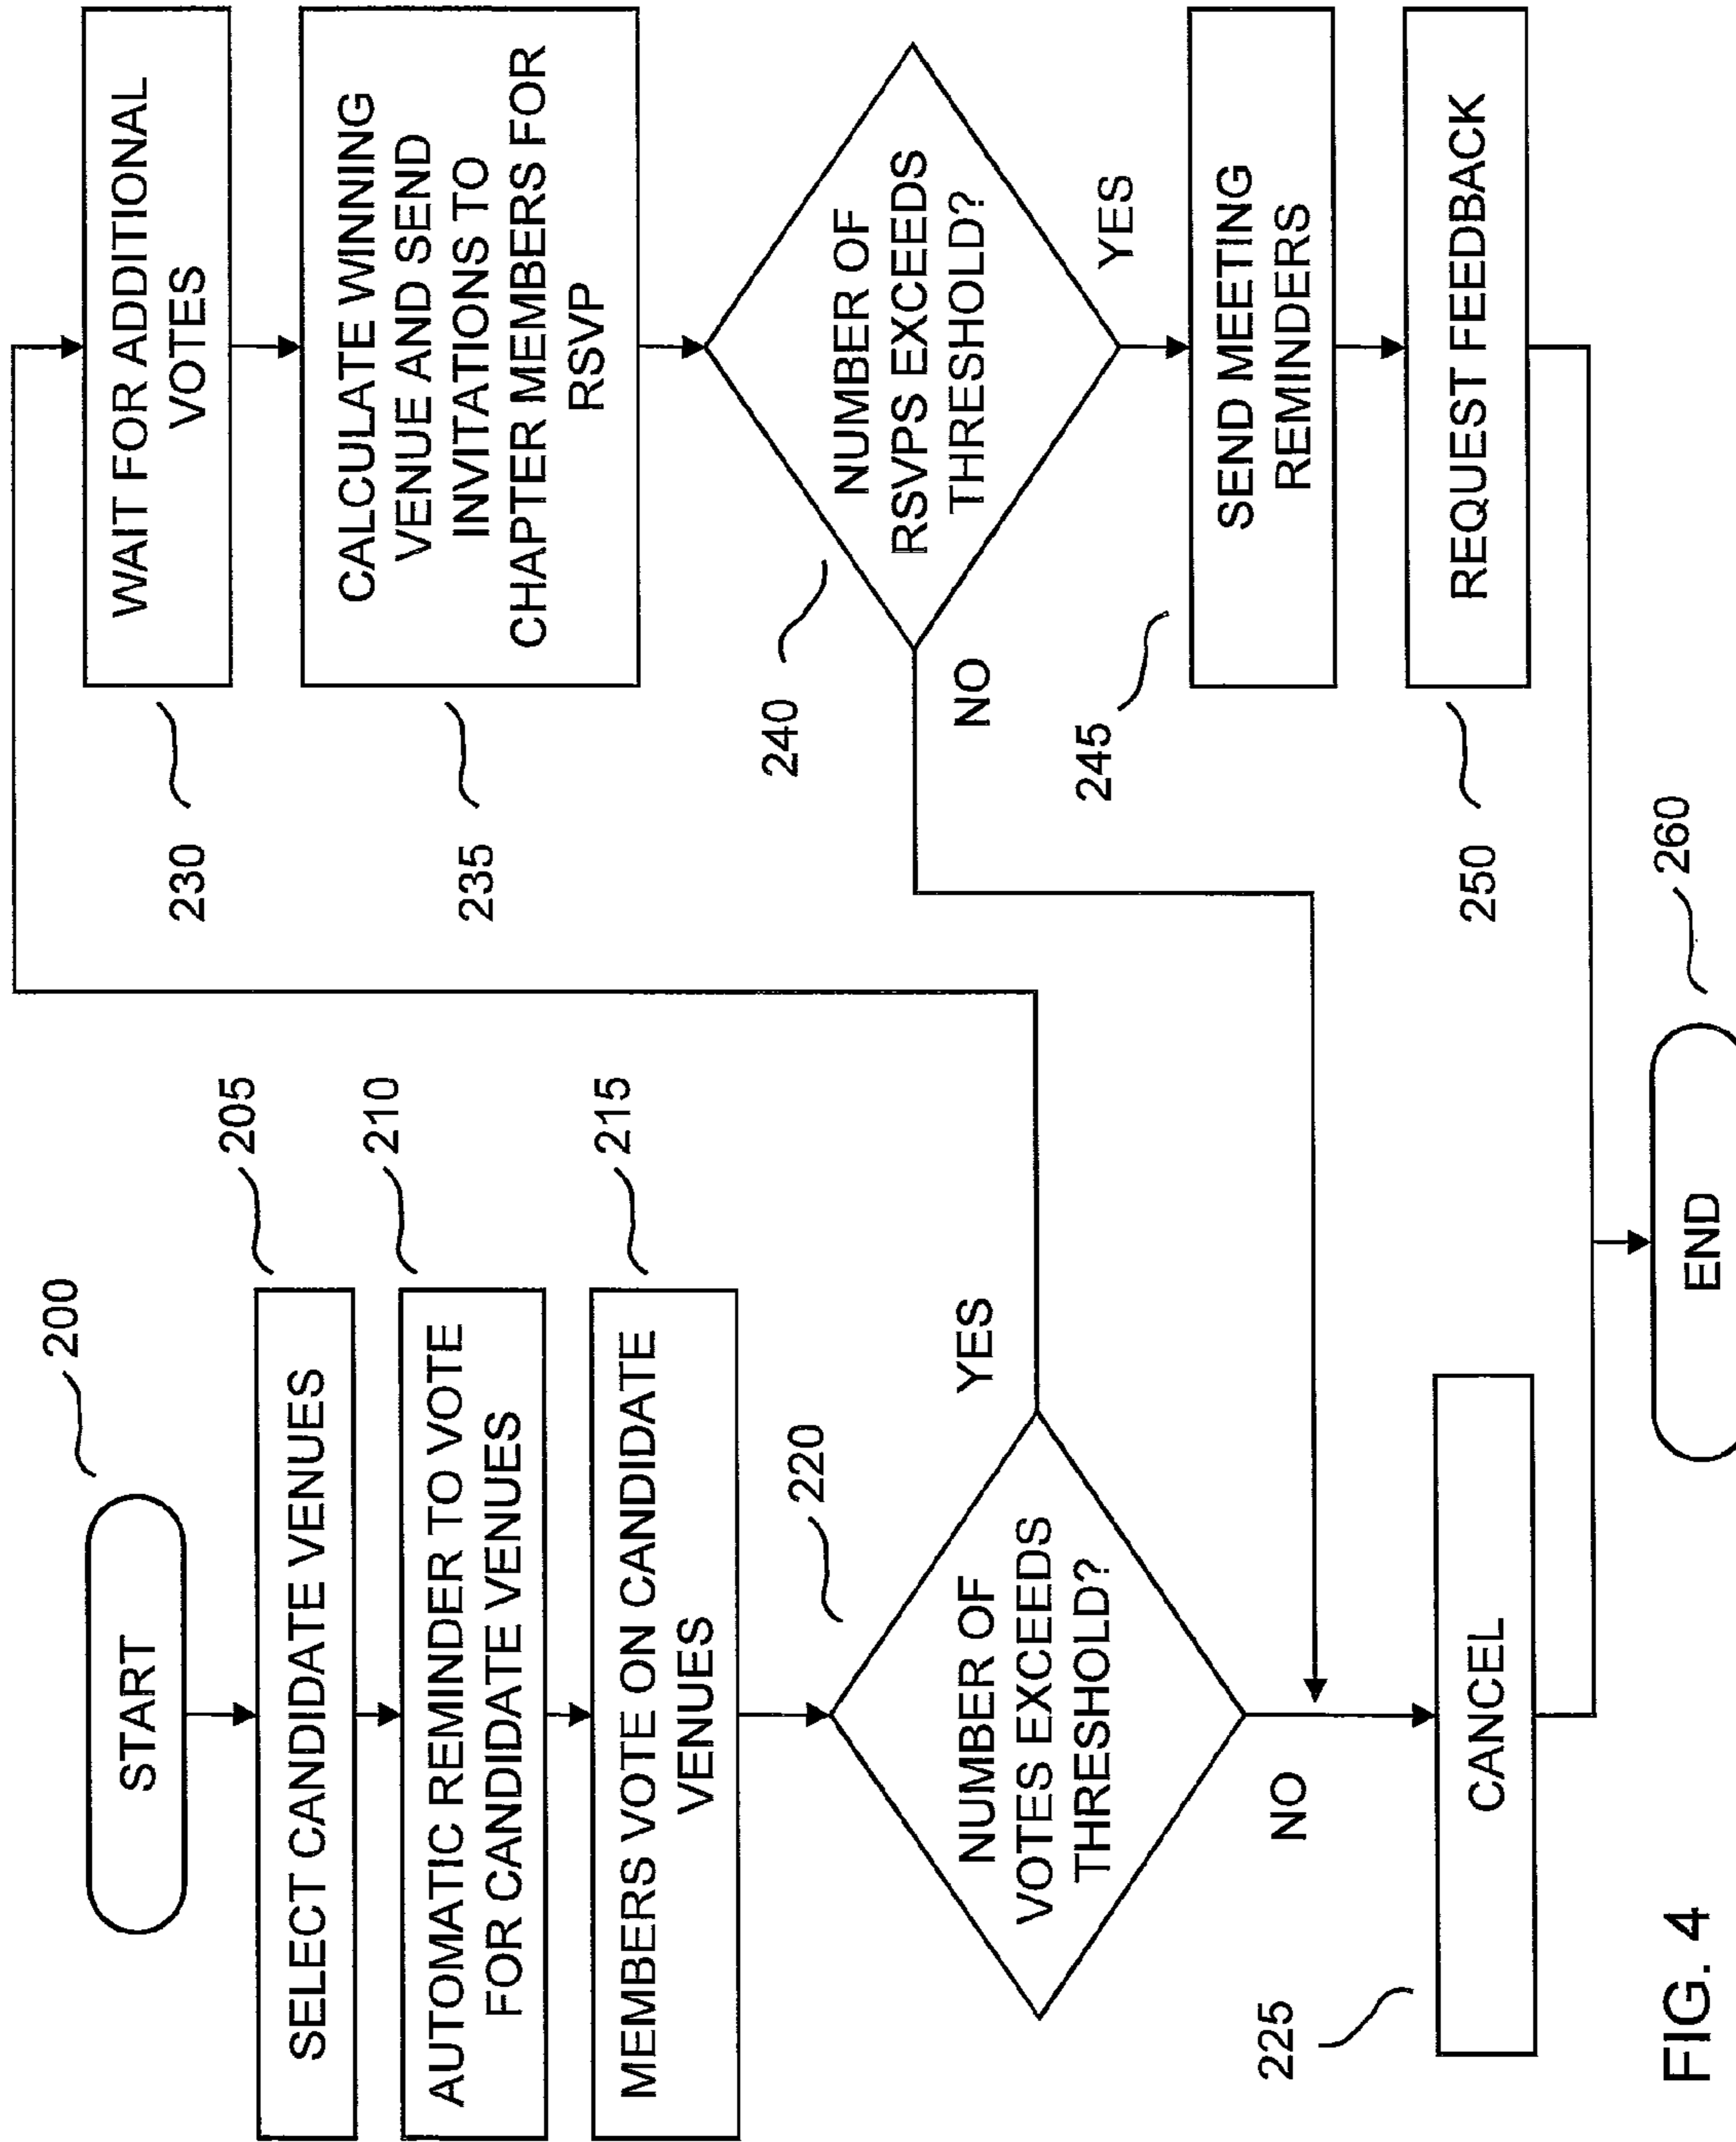 START
200
SELECT CANDIDATE VENUES
205
AUTOMATIC REMINDER TO VOTE
FOR CANDIDATE VENUES
210
MEMBERS VOTE ON CANDIDATE
VENUES
215
NUMBER OF
VOTES EXCEEDS
THRESHOLD?
220
YES
NO
225
CANCEL
WAIT FOR ADDITIONAL
VOTES
230
CALCULATE WINNING
VENUE AND SEND
INVITATIONS TO
CHAPTER MEMBERS FOR
RSVP
235
NUMBER OF
RSVPS EXCEEDS
THRESHOLD?
240
NO
YES
245
SEND MEETING
REMINDERS
REQUEST FEEDBACK
250
END
260
FIG. 4